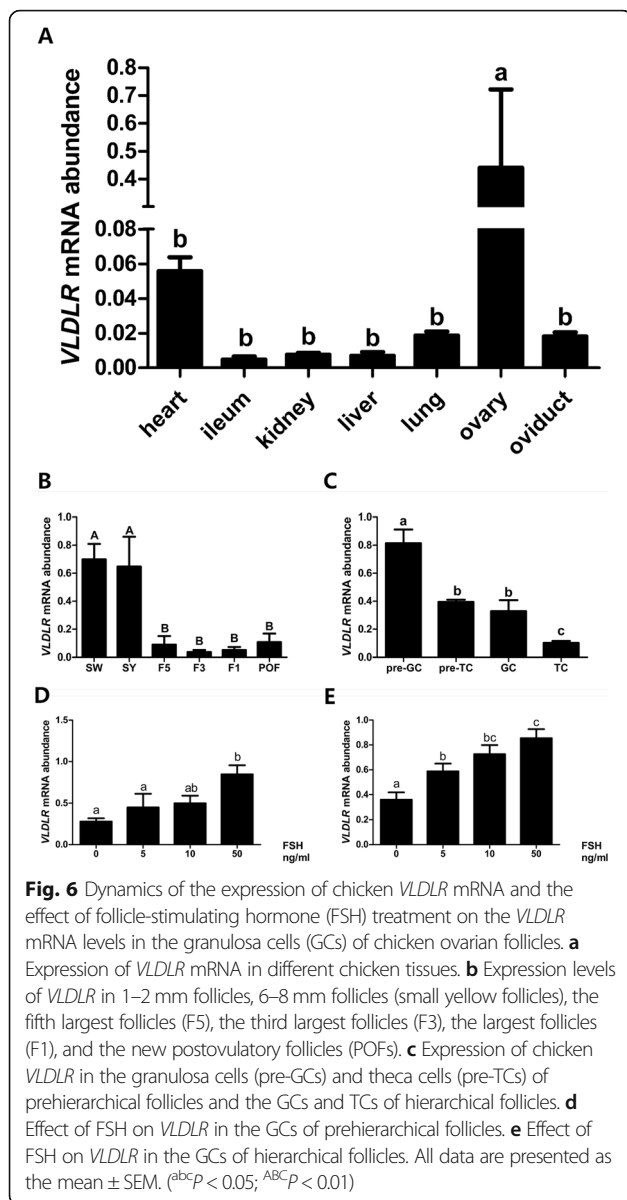 A
VLDLR mRNA abundance
0.8
0.7
0.6
0.5
0.4
0.08
0.06
0.04
0.02
0.00
b b b b b a b
heart ileum kidney liver lung ovary oviduct
B
VLDLR mRNA abundance
1.0
0.8
0.6
0.4
0.2
0.0
A A B B B B
SW SY F5 F3 F1 POF
C
VLDLR mRNA abundance
1.0
0.8
0.6
0.4
0.2
0.0
a b b c
pre-GC pre-TC GC TC
D
VLDLR mRNA abundance
1.5
1.0
0.5
0.0
a a ab b
0 5 10 50
FSH
ng/ml
E
VLDLR mRNA abundance
1.0
0.8
0.6
0.4
0.2
0.0
a b bc c
0 5 10 50
FSH
ng/ml
Fig. 6 Dynamics of the expression of chicken VLDLR mRNA and the
effect of follicle-stimulating hormone (FSH) treatment on the VLDLR
mRNA levels in the granulosa cells (GCs) of chicken ovarian follicles. a
Expression of VLDLR mRNA in different chicken tissues. b Expression levels
of VLDLR in 1–2 mm follicles, 6–8 mm follicles (small yellow follicles), the
fifth largest follicles (F5), the third largest follicles (F3), the largest follicles
(F1), and the new postovulatory follicles (POFs). c Expression of chicken
VLDLR in the granulosa cells (pre-GCs) and theca cells (pre-TCs) of
prehierarchical follicles and the GCs and TCs of hierarchical follicles. d
Effect of FSH on VLDLR in the GCs of prehierarchical follicles. e Effect of
FSH on VLDLR in the GCs of hierarchical follicles. All data are presented as
the mean ± SEM. (abcP < 0.05; ABCP < 0.01)